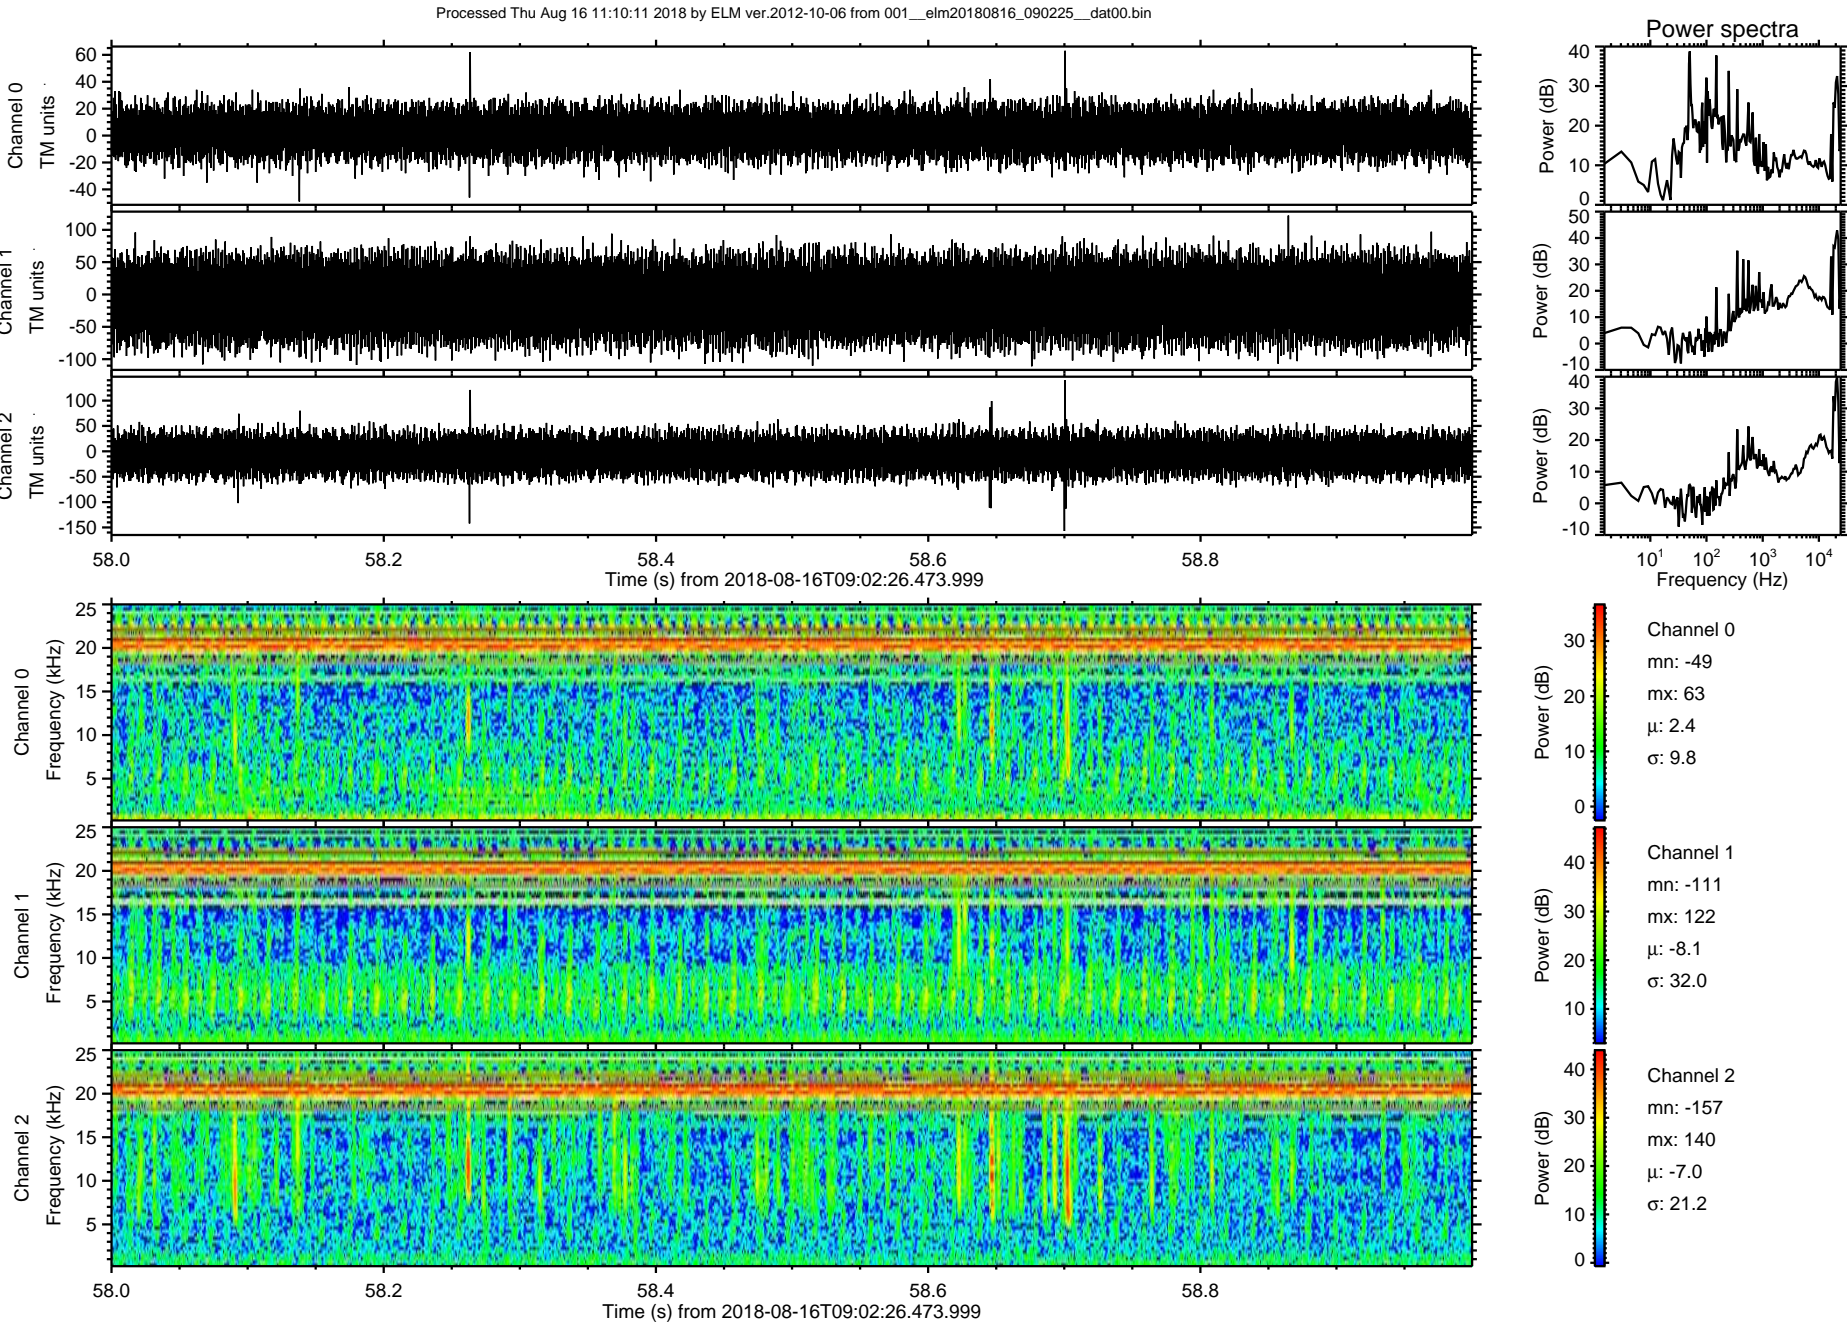 Processed Thu Aug 16 11:10:11 2018 by ELM ver.2012-10-06 from 001__elm20180816_090225__dat00.bin
Power spectra
Channel 0
TM units
60
40
20
0
-20
-40
Power (dB)
40
30
20
10
0
Channel 1
TM units
100
50
0
-50
-100
Power (dB)
50
40
30
20
10
0
-10
Channel 2
TM units
100
50
0
-50
-100
-150
Power (dB)
40
30
20
10
0
-10
58.0 58.2 58.4 58.6 58.8
Time (s) from 2018-08-16T09:02:26.473.999
10^1 10^2 10^3 10^4
Frequency (Hz)
Channel 0
Frequency (kHz)
25
20
15
10
5
Power (dB)
30
20
10
0
Channel 0
mn: -49
mx: 63
μ: 2.4
σ: 9.8
Channel 1
Frequency (kHz)
25
20
15
10
5
Power (dB)
40
30
20
10
Channel 1
mn: -111
mx: 122
μ: -8.1
σ: 32.0
Channel 2
Frequency (kHz)
25
20
15
10
5
Power (dB)
40
30
20
10
0
Channel 2
mn: -157
mx: 140
μ: -7.0
σ: 21.2
58.0 58.2 58.4 58.6 58.8
Time (s) from 2018-08-16T09:02:26.473.999